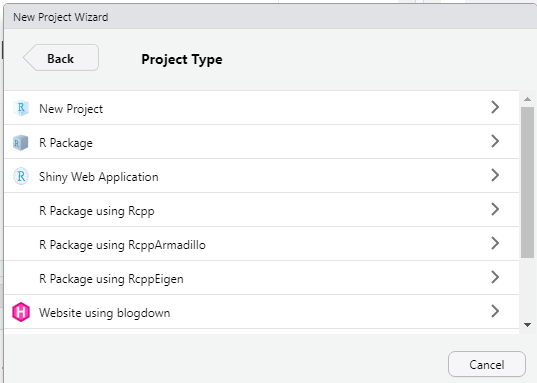 New Project Wizard
Back
Project Type
R New Project
R R Package
R Shiny Web Application
R Package using Rcpp
R Package using RcppArmadillo
R Package using RcppEigen
H Website using blogdown
Cancel